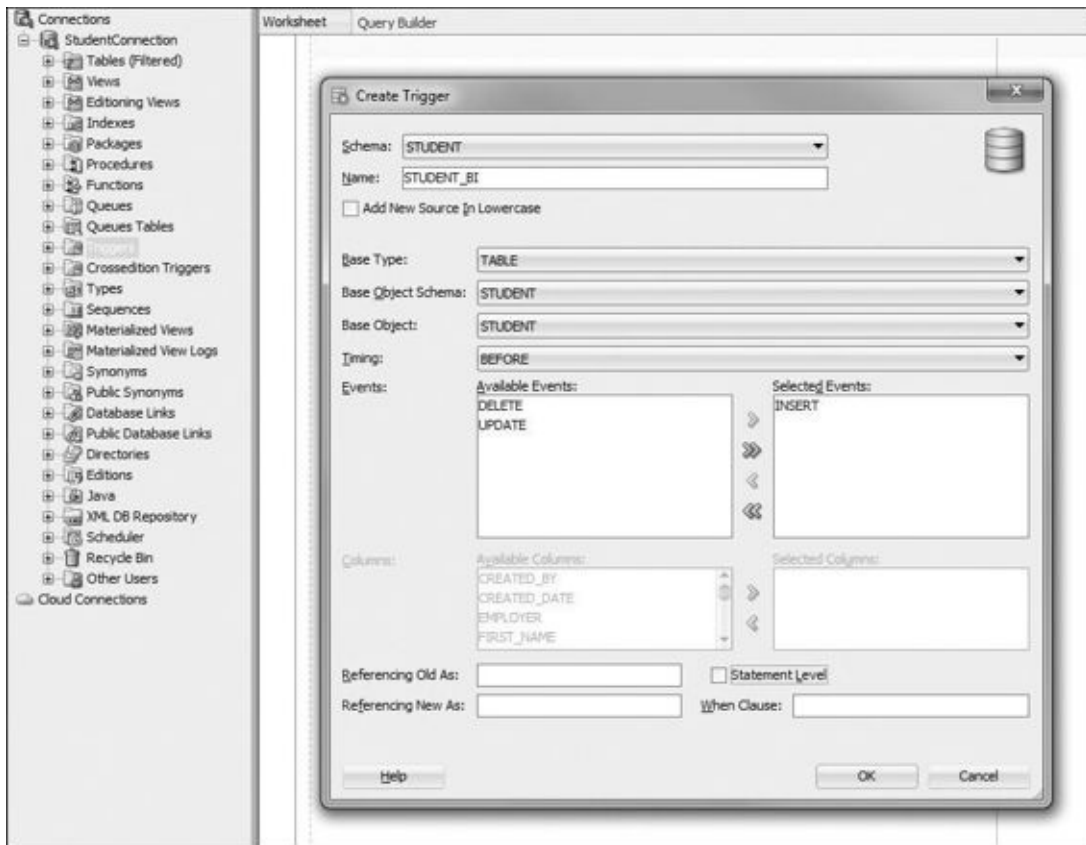 Connections
StudentConnection
Tables (Filtered)
Views
Editioning Views
Indexes
Packages
Procedures
Functions
Queues
Queues Tables
Triggers
Crossedition Triggers
Types
Sequences
Materialized Views
Materialized View Logs
Synonyms
Public Synonyms
Database Links
Public Database Links
Directories
Editions
Java
XML DB Repository
Scheduler
Recycle Bin
Other Users
Cloud Connections
Worksheet Query Builder
Create Trigger
Schema: STUDENT
Name: STUDENT_BI
Add New Source In Lowercase
Base Type: TABLE
Base Object Schema: STUDENT
Base Object: STUDENT
Timing: BEFORE
Events: Available Events: Selected Events:
DELETE INSERT
UPDATE
Columns: Available Columns: Selected Columns:
CREATED_BY
CREATED_DATE
EMPLOYER
FIRST_NAME
Referencing Old As: Statement Level
Referencing New As: When Clause:
Help OK Cancel